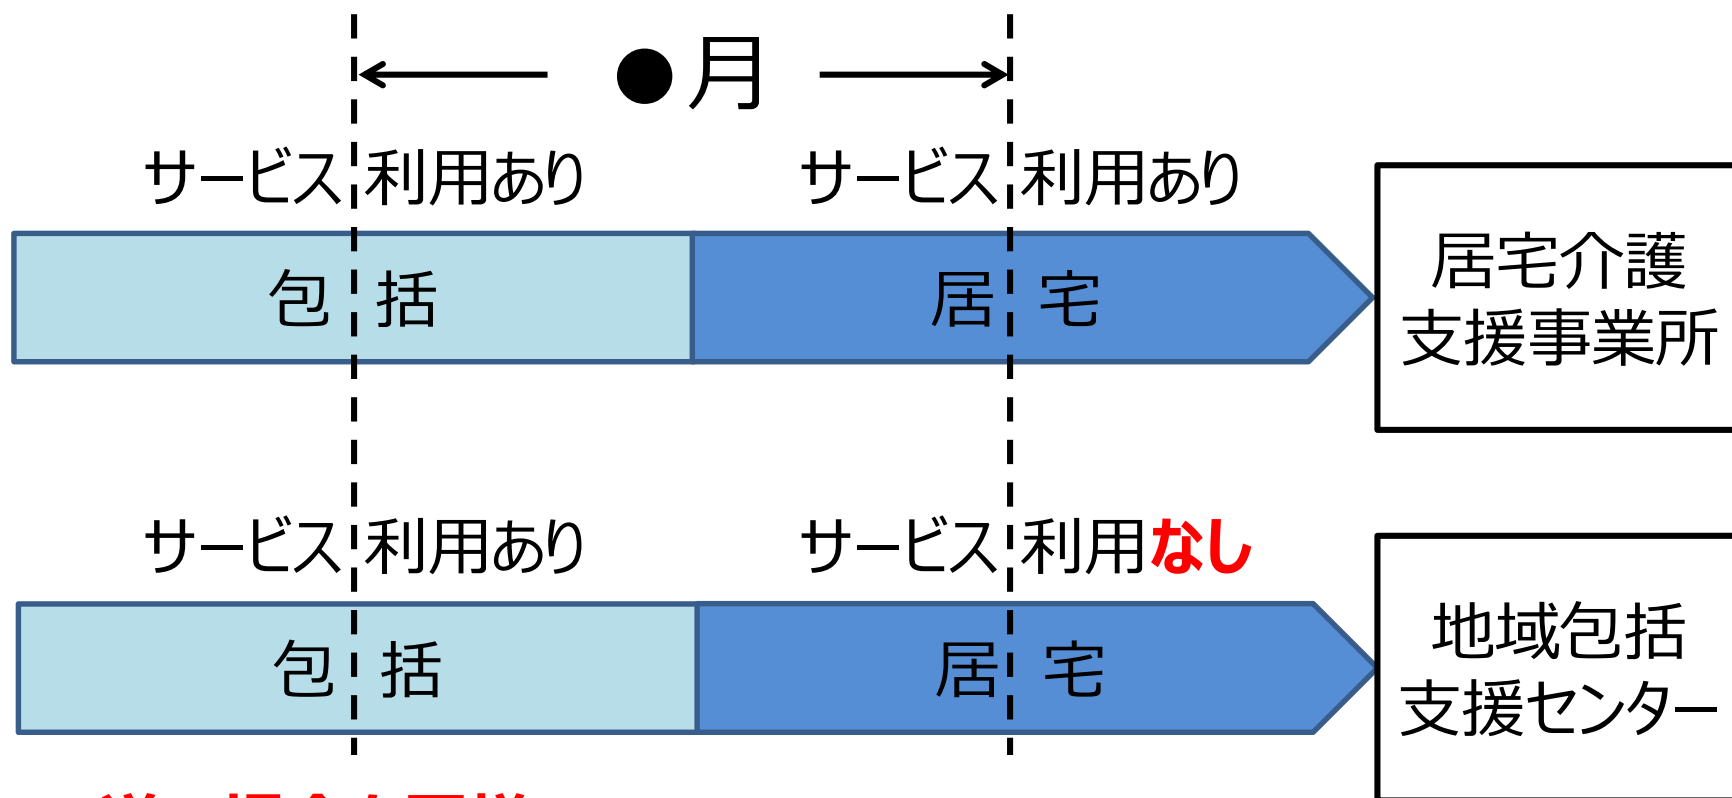 ●月
サービス利用あり
サービス利用あり
包括
居宅
居宅介護
支援事業所
サービス利用あり
サービス利用なし
包括
居宅
地域包括
支援センター